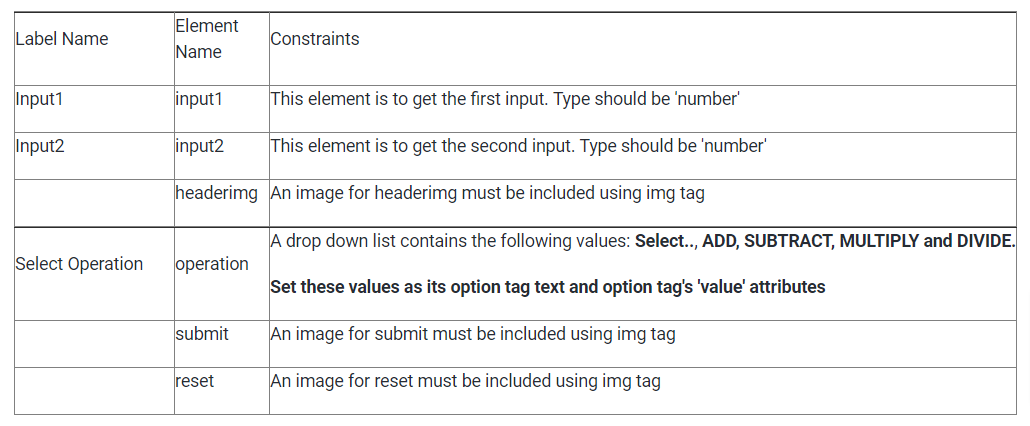 Label Name
Element
Name
Constraints
Input1
input1
This element is to get the first input. Type should be 'number'
Input2
input2
This element is to get the second input. Type should be 'number'
headerimg
An image for headerimg must be included using img tag
Select Operation
operation
A drop down list contains the following values: Select.., ADD, SUBTRACT, MULTIPLY and DIVIDE.
Set these values as its option tag text and option tag's 'value' attributes
submit
An image for submit must be included using img tag
reset
An image for reset must be included using img tag